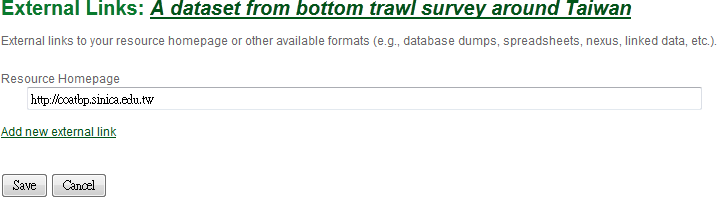 External Links: A dataset from bottom trawl survey around Taiwan
External links to your resource homepage or other available formats (e.g., database dumps, spreadsheets, nexus, linked data, etc.).
Resource Homepage
http://coatbp.sinica.edu.tw
Add new external link
Save Cancel